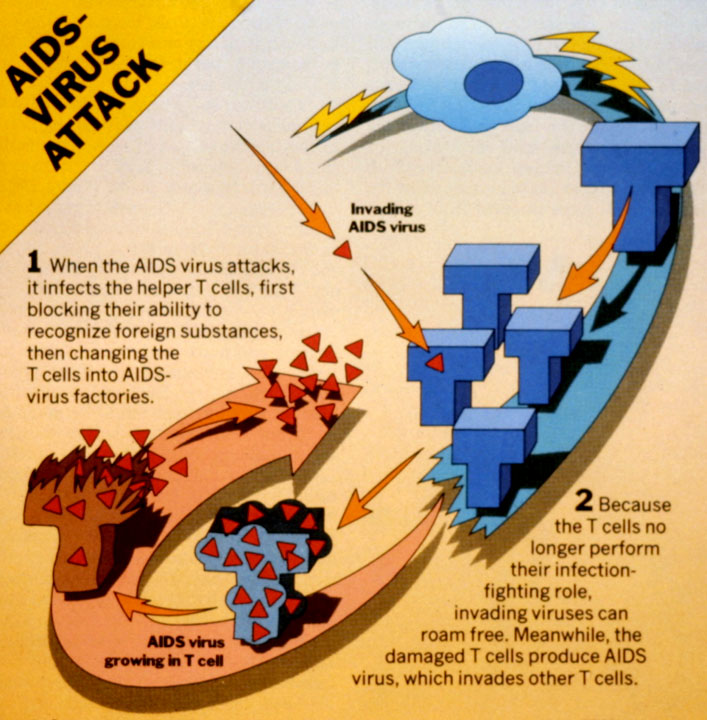 AIDS-
VIRUS
ATTACK
Invading
AIDS virus
1 When the AIDS virus attacks,
it infects the helper T cells, first
blocking their ability to
recognize foreign substances,
then changing the
T cells into AIDS-
virus factories.
2 Because
the T cells no
longer perform
their infection-
fighting role,
invading viruses can
roam free. Meanwhile, the
damaged T cells produce AIDS
virus, which invades other T cells.
AIDS virus
growing in T cell